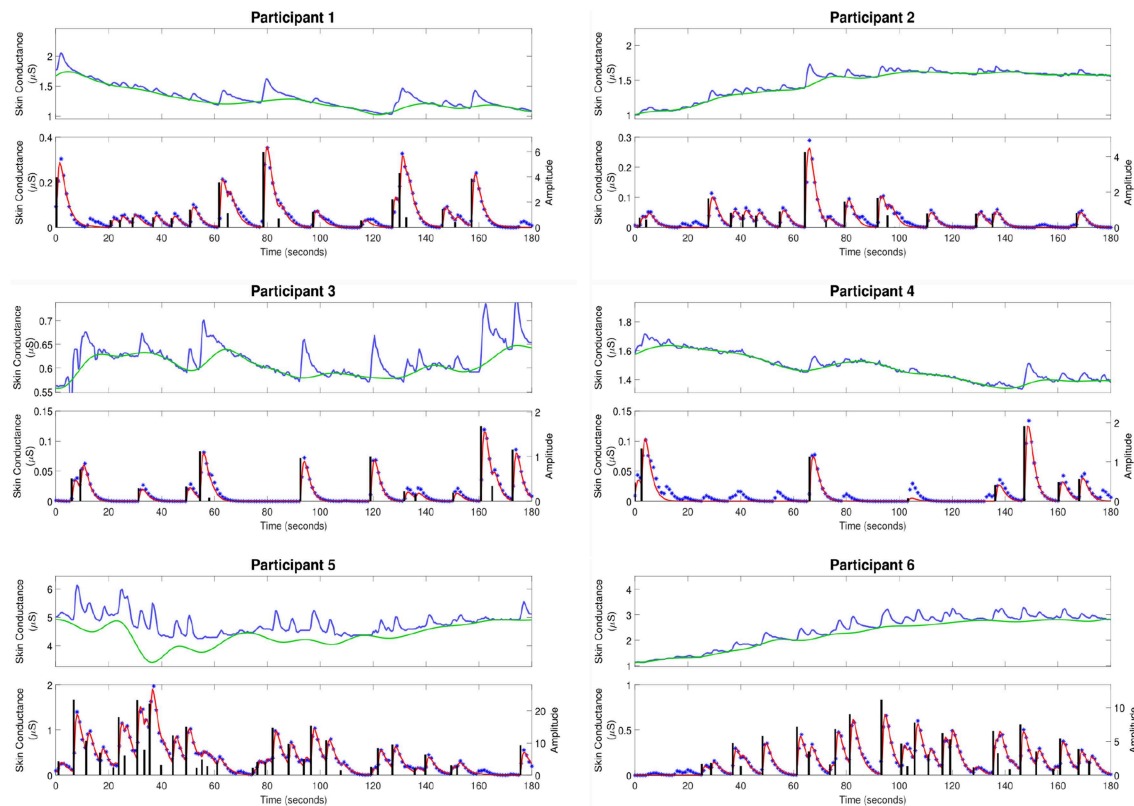 Participant 1
Skin Conductance
(μS)
2
1.5
1
Skin Conductance
(μS)
0.4
0.2
0
6
4
2
0
Amplitude
0 20 40 60 80 100 120 140 160 180
Time (seconds)
Participant 2
Skin Conductance
(μS)
2
1.5
1
Skin Conductance
(μS)
0.3
0.2
0.1
0
4
2
0
Amplitude
0 20 40 60 80 100 120 140 160 180
Time (seconds)
Participant 3
Skin Conductance
(μS)
0.7
0.65
0.6
0.55
Skin Conductance
(μS)
0.15
0.1
0.05
0
2
1
0
Amplitude
0 20 40 60 80 100 120 140 160 180
Time (seconds)
Participant 4
Skin Conductance
(μS)
1.8
1.6
1.4
Skin Conductance
(μS)
0.15
0.1
0.05
0
2
1
0
Amplitude
0 20 40 60 80 100 120 140 160 180
Time (seconds)
Participant 5
Skin Conductance
(μS)
6
5
4
Skin Conductance
(μS)
2
1
0
20
10
0
Amplitude
0 20 40 60 80 100 120 140 160 180
Time (seconds)
Participant 6
Skin Conductance
(μS)
4
3
2
1
Skin Conductance
(μS)
1
0.5
0
10
5
0
Amplitude
0 20 40 60 80 100 120 140 160 180
Time (seconds)